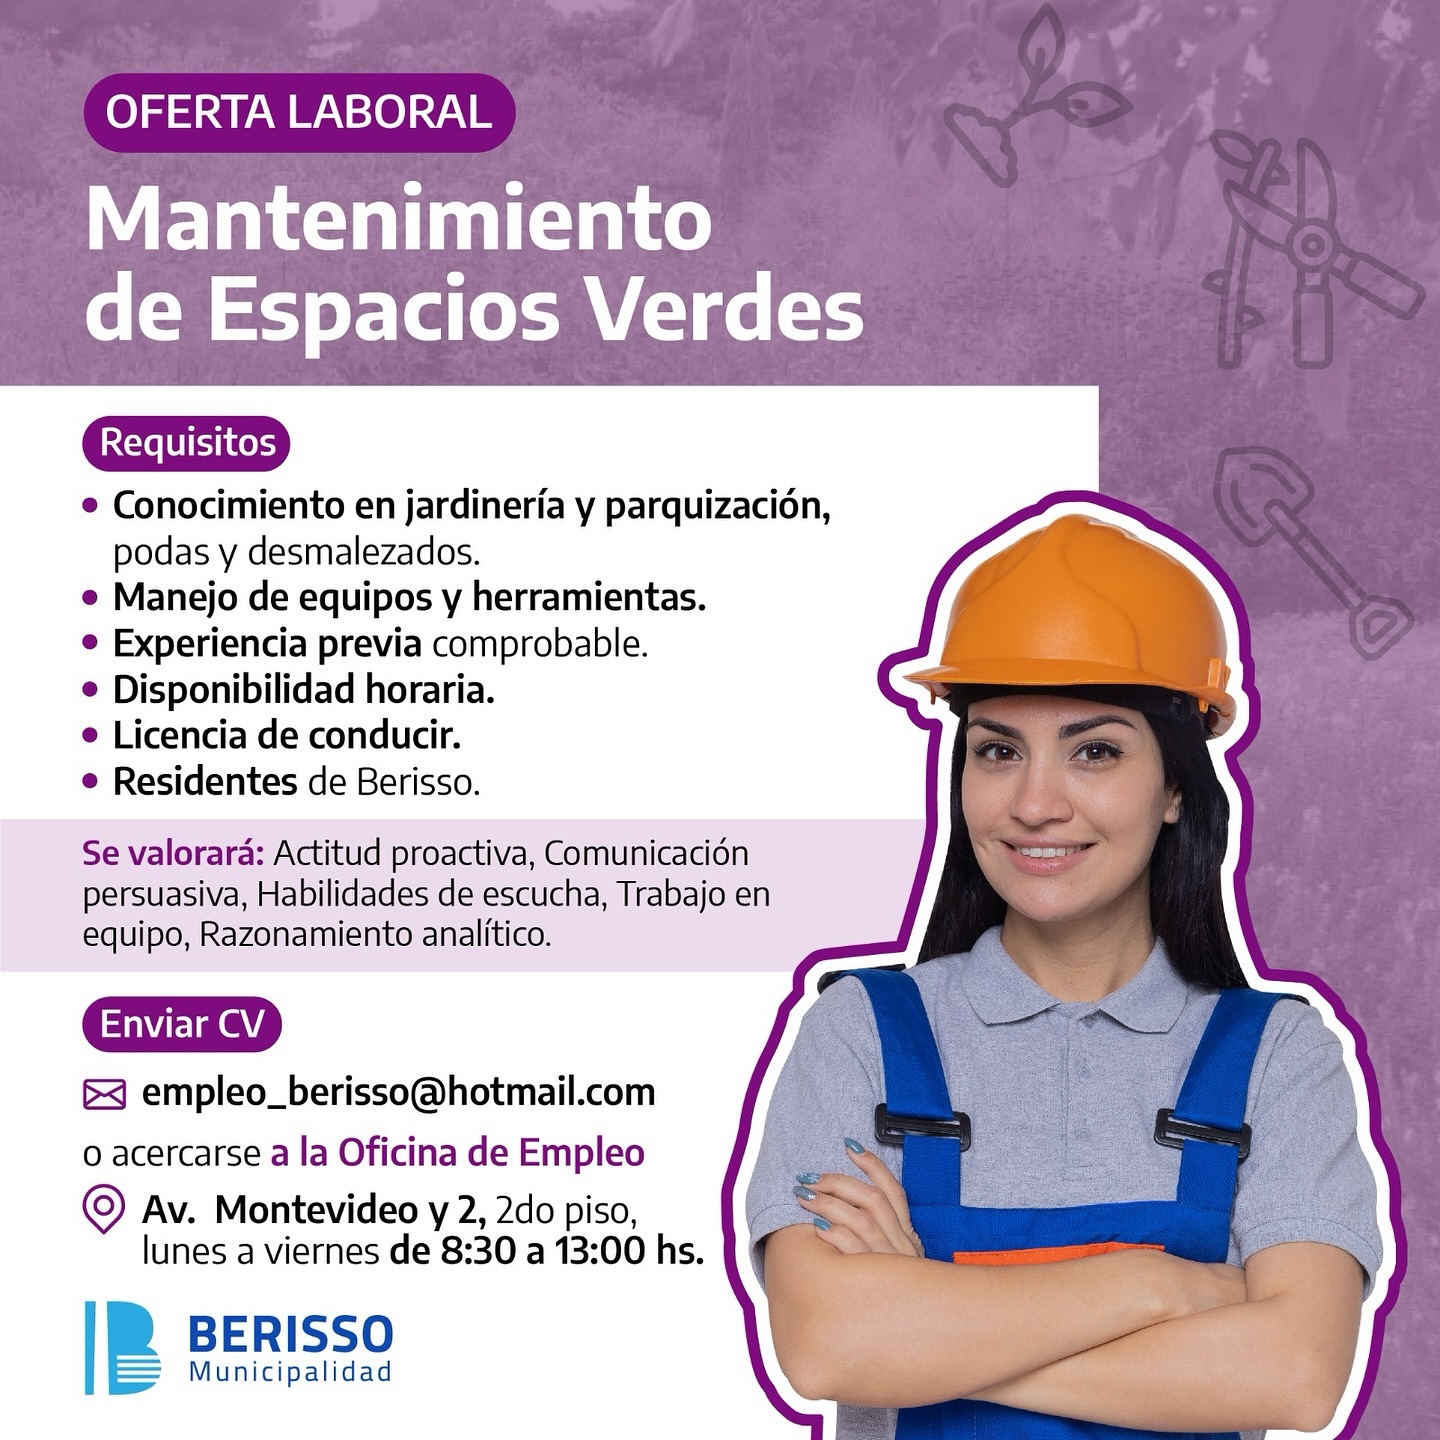 OFERTA LABORAL
Mantenimiento
de Espacios Verdes
Requisitos
• Conocimiento en jardinería y parquización,
podas y desmalezados.
• Manejo de equipos y herramientas.
• Experiencia previa comprobable.
• Disponibilidad horaria.
• Licencia de conducir.
• Residentes de Berisso.
Se valorará: Actitud proactiva, Comunicación
persuasiva, Habilidades de escucha, Trabajo en
equipo, Razonamiento analítico.
Enviar CV
empleo_berisso@hotmail.com
o acercarse a la Oficina de Empleo
Av. Montevideo y 2, 2do piso,
lunes a viernes de 8:30 a 13:00 hs.
BERISSO
Municipalidad